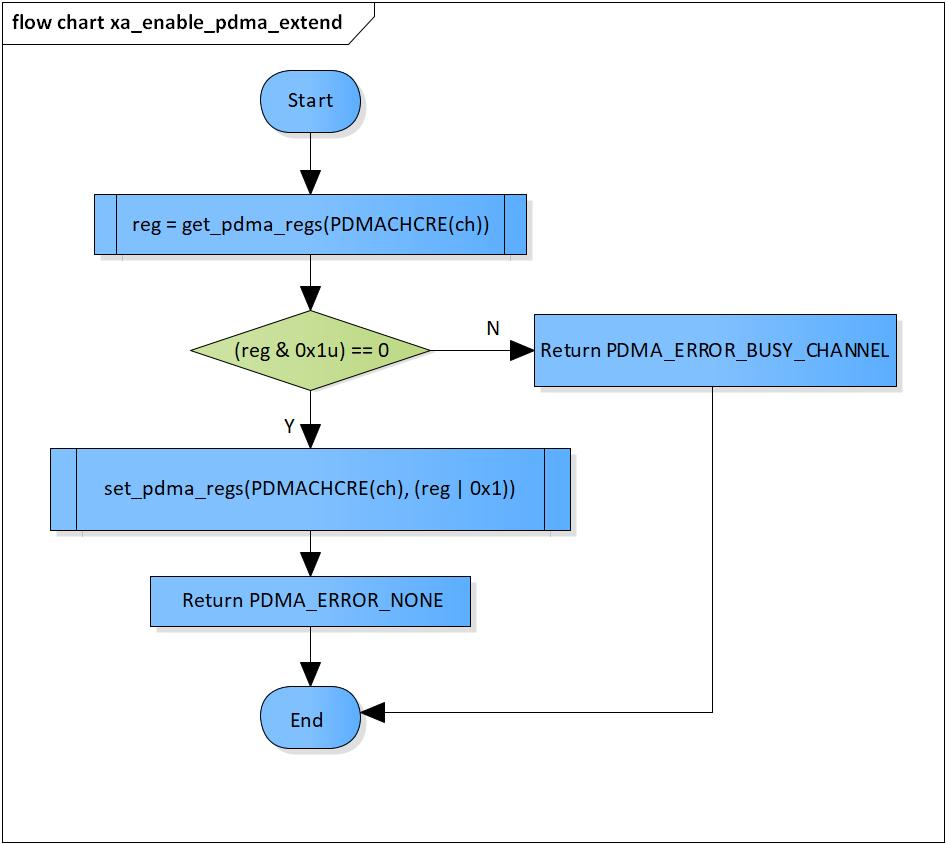 flow chart xa_enable_pdma_extend
Start
reg = get_pdma_regs(PDMACHCRE(ch))
(reg & 0x1u) == 0
N
Return PDMA_ERROR_BUSY_CHANNEL
Y
set_pdma_regs(PDMACHCRE(ch), (reg | 0x1))
Return PDMA_ERROR_NONE
End